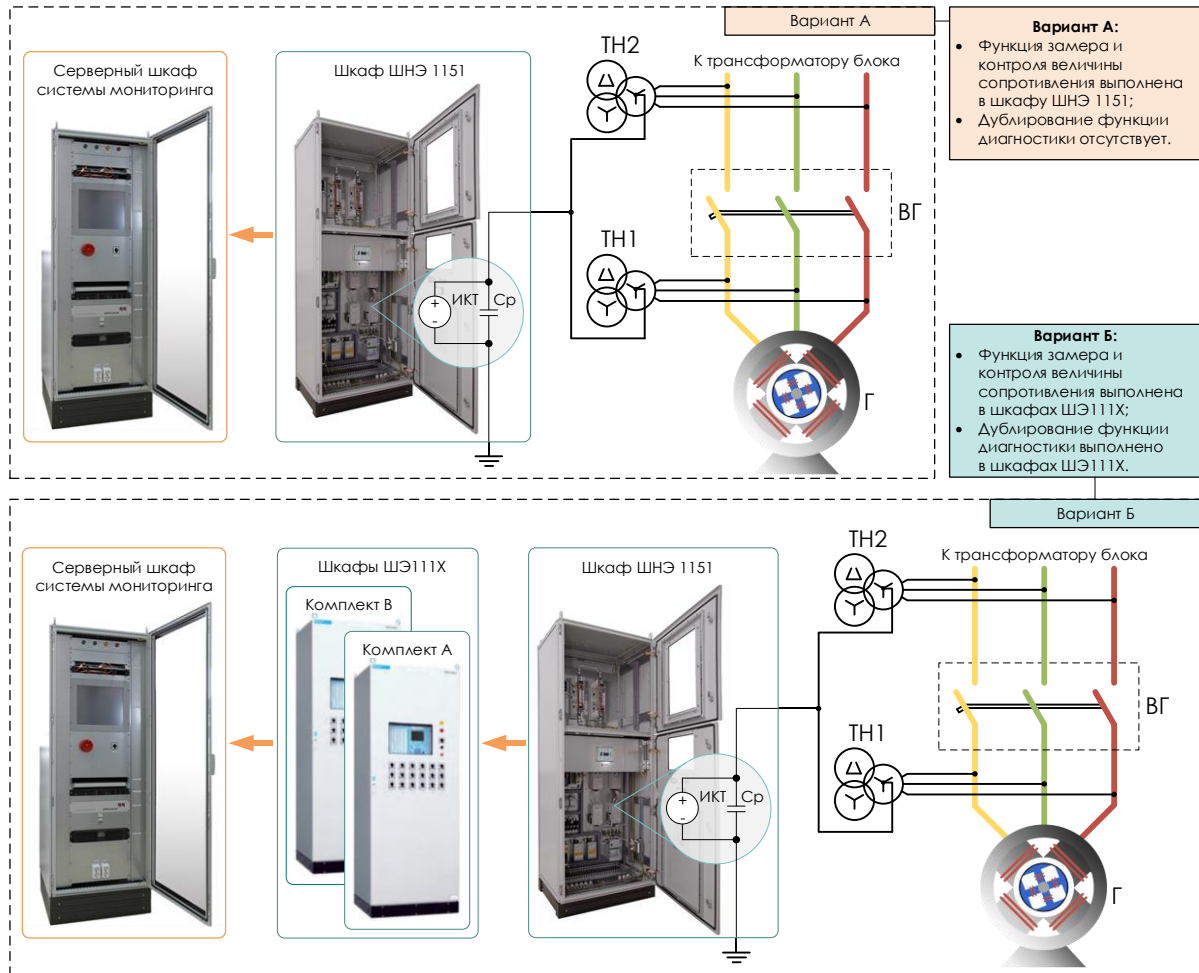 Вариант А
Вариант А:
• Функция замера и
контроля величины
сопротивления выполнена
в шкафу ШНЭ 1151;
• Дублирование функции
диагностики отсутствует.
Серверный шкаф
системы мониторинга
Шкаф ШНЭ 1151
ТН2
К трансформатору блока
ВГ
ТН1
+
-
ИКТ
Ср
Г
Вариант Б:
• Функция замера и
контроля величины
сопротивления выполнена
в шкафах ШЭ111Х;
• Дублирование функции
диагностики выполнено
в шкафах ШЭ111Х.
Вариант Б
Серверный шкаф
системы мониторинга
Шкафы ШЭ111Х
Комплект В
Комплект А
Шкаф ШНЭ 1151
ТН2
К трансформатору блока
ВГ
ТН1
+
-
ИКТ
Ср
Г